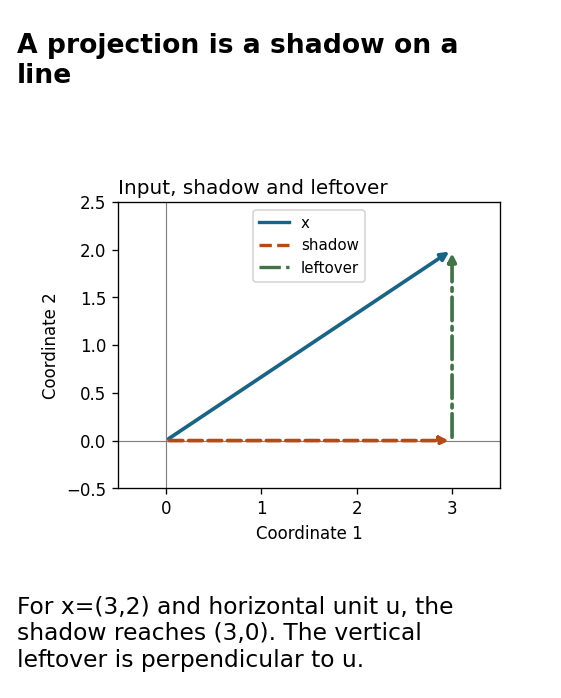 A projection is a shadow on a
line
Input, shadow and leftover
2.5
2.0
1.5
1.0
0.5
0.0
−0.5
Coordinate 2
x
shadow
leftover
0
1
2
3
Coordinate 1
For x=(3,2) and horizontal unit u, the
shadow reaches (3,0). The vertical
leftover is perpendicular to u.